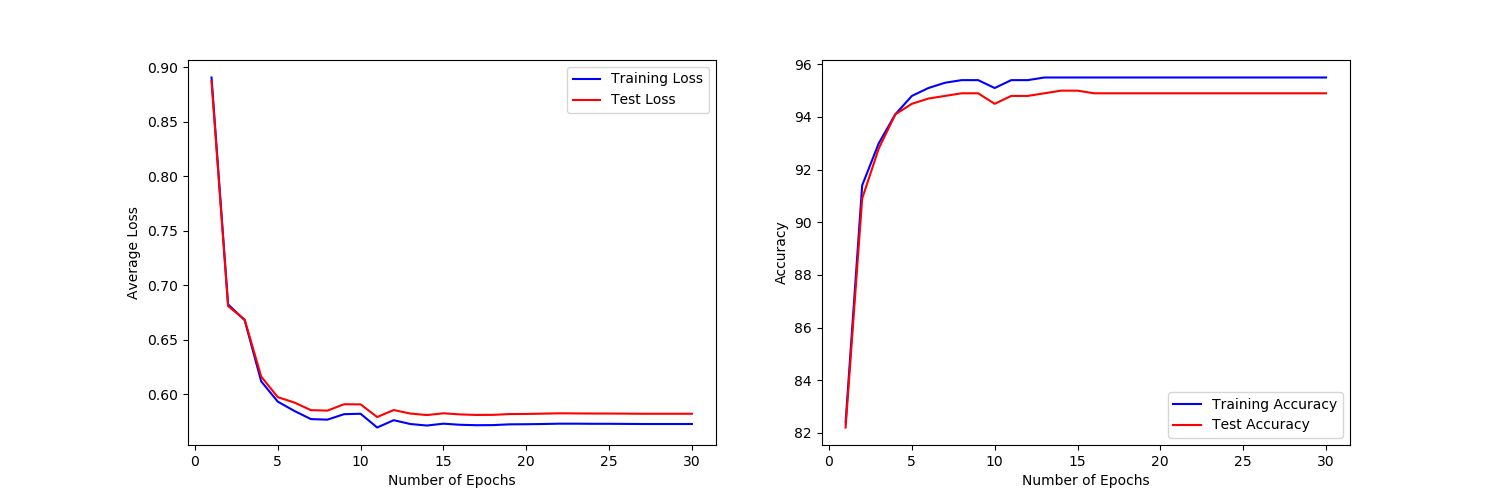 0.90
0.85
0.80
0.75
0.70
0.65
0.60
Average Loss
0 5 10 15 20 25 30
Number of Epochs
Training Loss
Test Loss
96
94
92
90
88
86
84
82
Accuracy
0 5 10 15 20 25 30
Number of Epochs
Training Accuracy
Test Accuracy